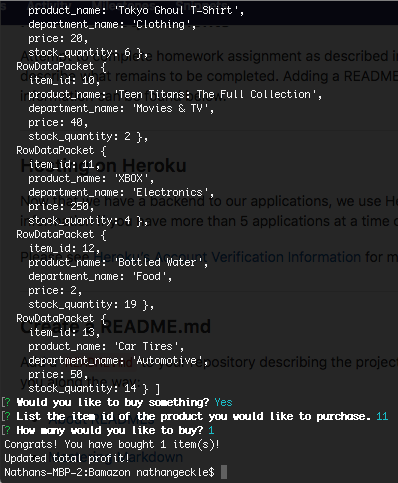 product_name: 'Tokyo Ghoul T-Shirt',
department_name: 'Clothing',
price: 20,
stock_quantity: 6 },
RowDataPacket {
item_id: 10,
product_name: 'Teen Titans: The Full Collection',
department_name: 'Movies & TV',
price: 40,
stock_quantity: 2 },
RowDataPacket {
item_id: 11,
product_name: 'XBOX',
department_name: 'Electronics',
price: 250,
stock_quantity: 4 },
RowDataPacket {
item_id: 12,
product_name: 'Bottled Water',
department_name: 'Food',
price: 2,
stock_quantity: 19 },
RowDataPacket {
item_id: 13,
product_name: 'Car Tires',
department_name: 'Automotive',
price: 50,
stock_quantity: 14 } ]
[? Would you like to buy something? Yes
[? List the item id of the product you would like to purchase. 11
[? How many would you like to buy? 1
Congrats! You have bought 1 item(s)!
Updated total profit!
Nathans-MBP-2:Bamazon nathangeckle$